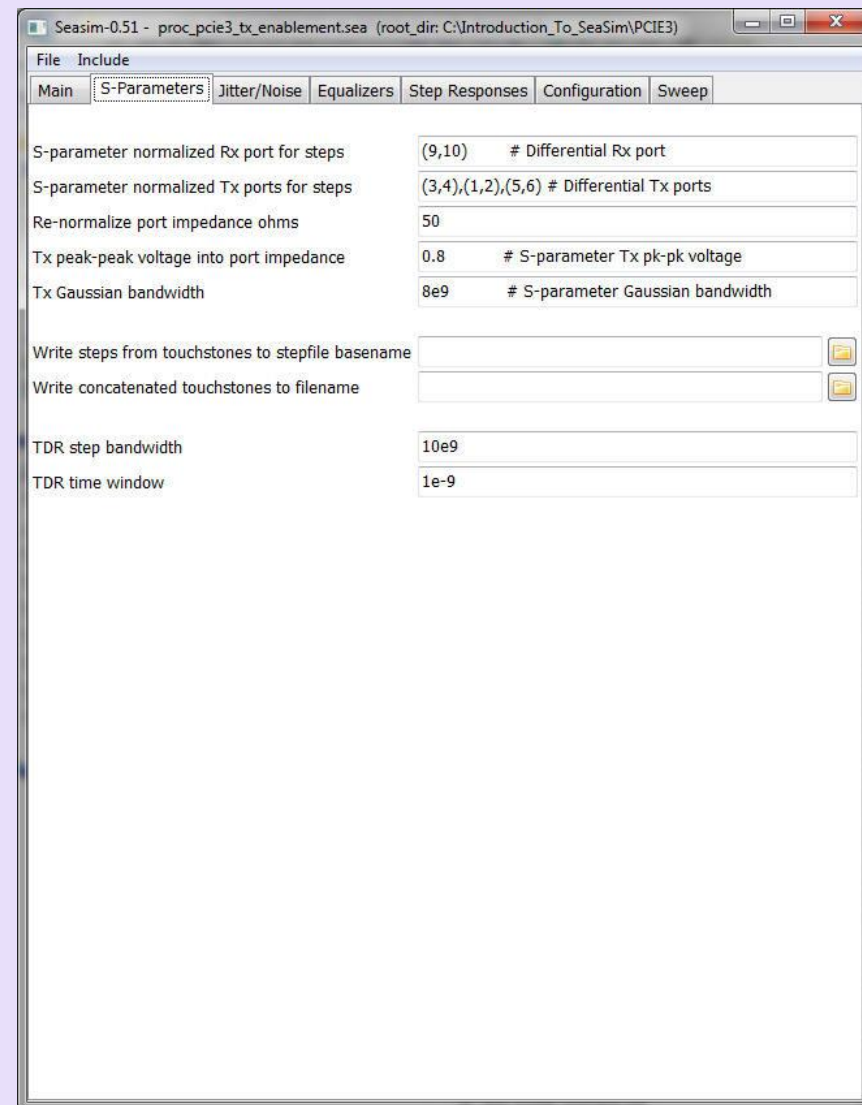 Seasim-0.51 - proc_pcie3_tx_enablement.sea (root_dir: C:\Introduction_To_SeaSim\PCIE3)
File Include
Main S-Parameters Jitter/Noise Equalizers Step Responses Configuration Sweep
S-parameter normalized Rx port for steps (9,10) # Differential Rx port
S-parameter normalized Tx ports for steps (3,4),(1,2),(5,6) # Differential Tx ports
Re-normalize port impedance ohms 50
Tx peak-peak voltage into port impedance 0.8 # S-parameter Tx pk-pk voltage
Tx Gaussian bandwidth 8e9 # S-parameter Gaussian bandwidth
Write steps from touchstones to stepfile basename
Write concatenated touchstones to filename
TDR step bandwidth 10e9
TDR time window 1e-9